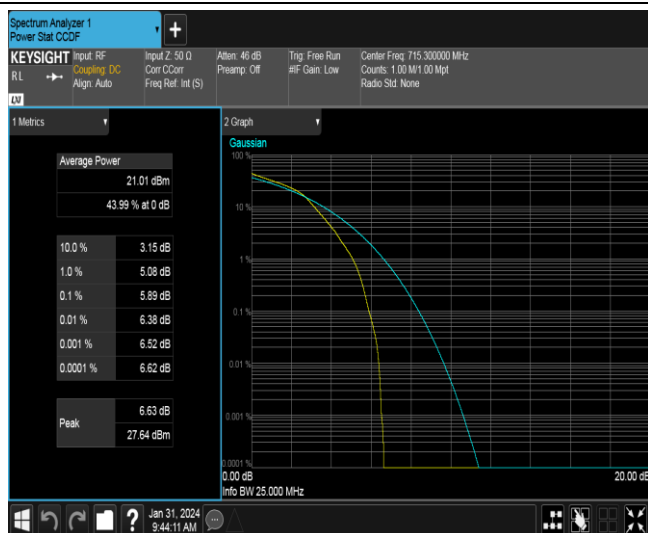 Spectrum Analyzer 1
Power Stat CCDF
+
KEYSIGHT
RL
LXI
Input: RF
Coupling: DC
Align: Auto
Input Z: 50 Ω
Corr CCorr
Freq Ref: Int (S)
Atten: 46 dB
Preamp: Off
Trig: Free Run
#IF Gain: Low
Center Freq: 715.300000 MHz
Counts: 1.00 M/1.00 Mpt
Radio Std: None
1 Metrics
Average Power
21.01 dBm
43.99 % at 0 dB
10.0 % 3.15 dB
1.0 % 5.08 dB
0.1 % 5.89 dB
0.01 % 6.38 dB
0.001 % 6.52 dB
0.0001 % 6.62 dB
Peak
6.63 dB
27.64 dBm
2 Graph
Gaussian
100 %
10 %
1 %
0.1 %
0.01 %
0.001 %
0.0001 %
0.00 dB
20.00 dB
Info BW 25.000 MHz
?
Jan 31, 2024
9:44:11 AM